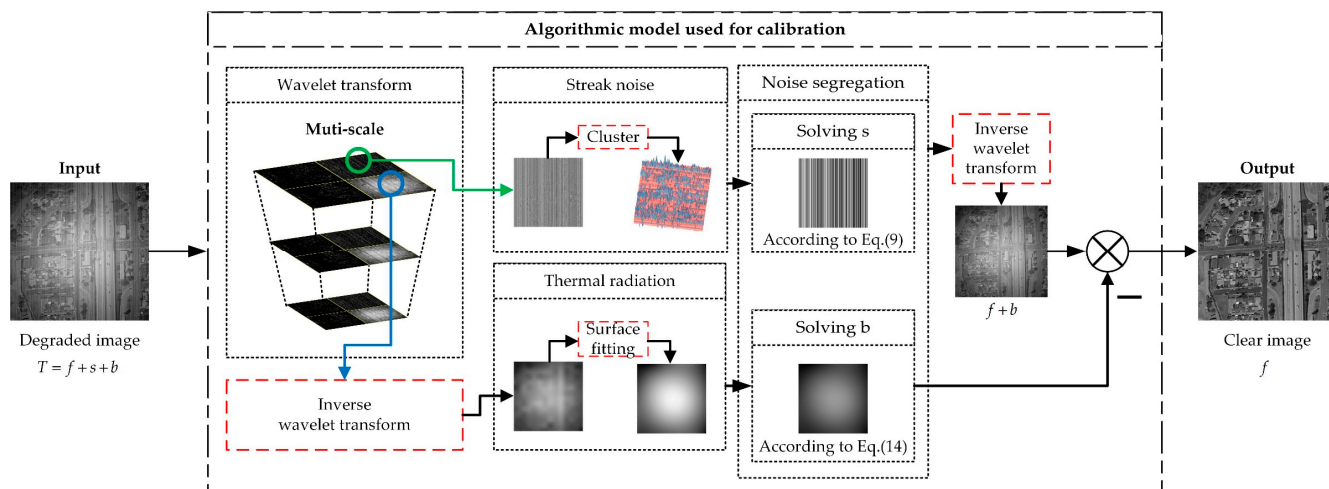 Algorithmic model used for calibration
Input
Degraded image
T = f + s + b
Wavelet transform
Muti-scale
Inverse
wavelet transform
Streak noise
Cluster
Thermal radiation
Surface
fitting
Noise segregation
Solving s
According to Eq.(9)
Solving b
According to Eq.(14)
Inverse
wavelet
transform
f + b
Output
Clear image
f